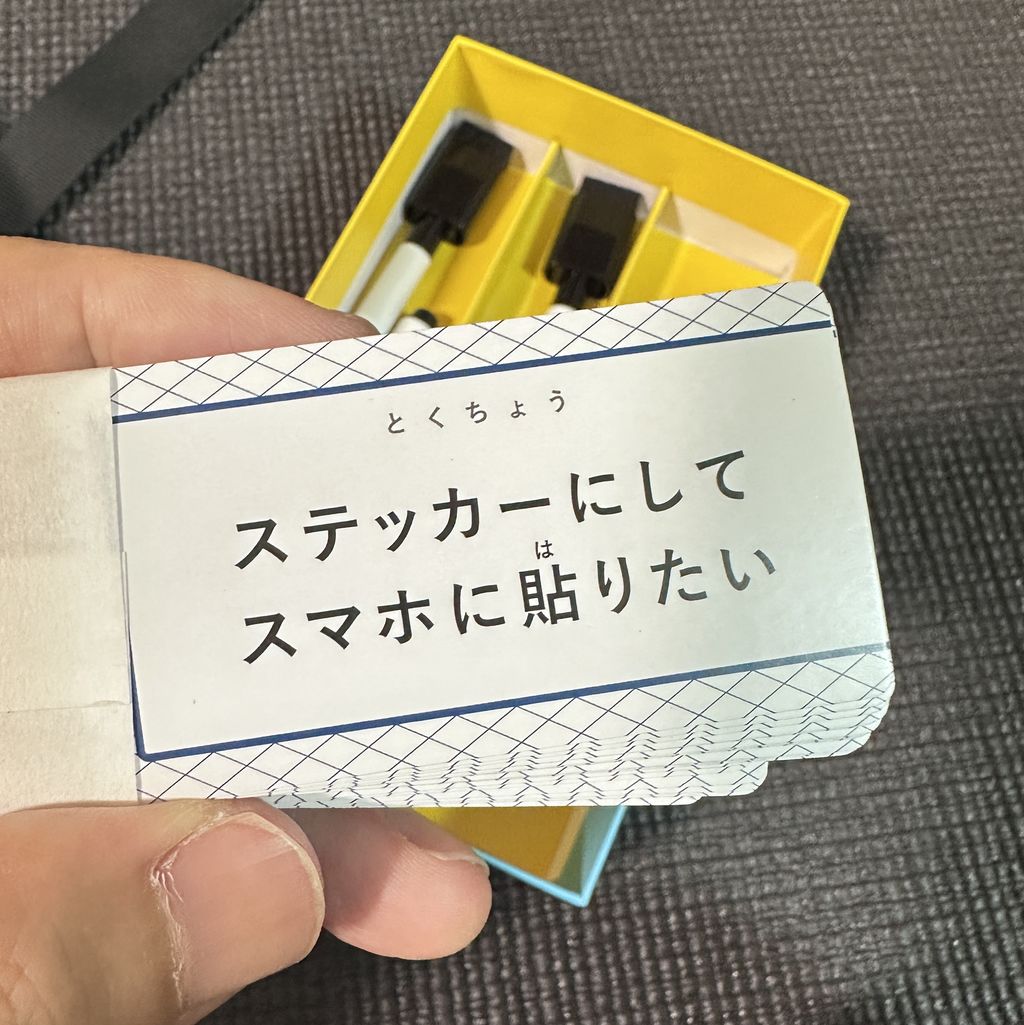 とくちょう
ステッカーにして
は
スマホに貼りたい